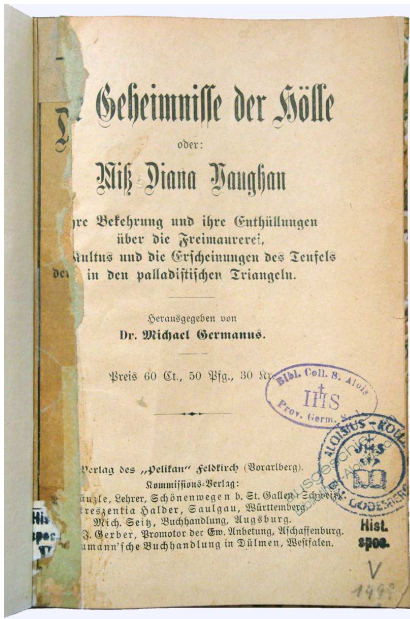 Geheimnisse der Hölle
oder:
Miß Diana Vaughan
ihre Bekehrung und ihre Enthüllungen
über die Freimaurerei,
Kultus und die Erscheinungen des Teufels
in den palladistischen Triangeln.
Herausgegeben von
Dr. Michael Germanus.
Preis 60 Ct., 50 Pfg., 30 Kr.
Bibl. Coll. S. Alois
IHS
Prov. Germ. S.
ALOISIUS-KOLL
IHS
GODESBERG
Verlag des „Pelikan“ Feldkirch (Vorarlberg).
Kommissions-Verlag:
Lehrer, Schönenwegen b. St. Gallen, Schweiz
Kreszentia Halder, Saulgau, Württemberg.
Mich. Seitz, Buchhandlung, Augsburg.
J. Gerber, Promotor der Ew. Anbetung, Aschaffenburg.
mann'sche Buchhandlung in Dülmen, Westfalen.
Hist.
spec.
V